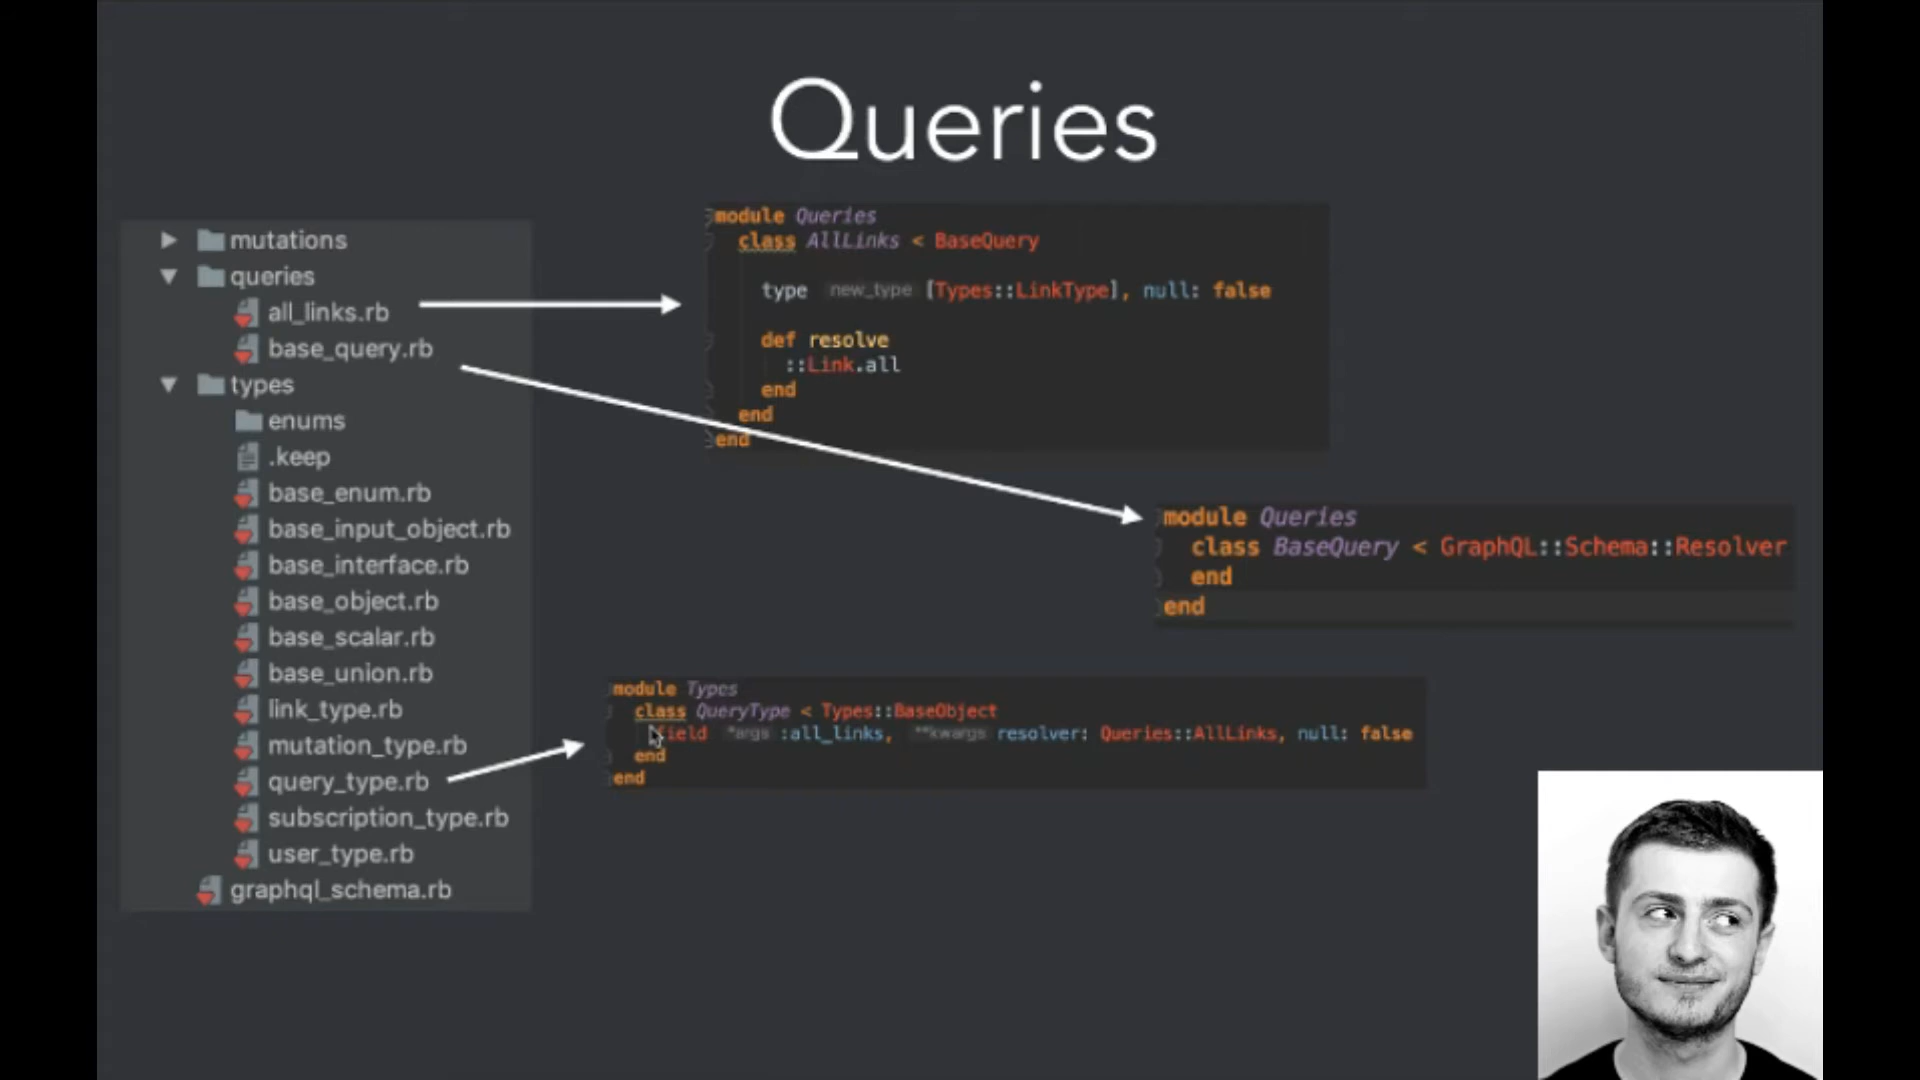 Queries
mutations
queries
all_links.rb
base_query.rb
types
enums
.keep
base_enum.rb
base_input_object.rb
base_interface.rb
base_object.rb
base_scalar.rb
base_union.rb
link_type.rb
mutation_type.rb
query_type.rb
subscription_type.rb
user_type.rb
graphql_schema.rb
module Queries
class AllLinks < BaseQuery
type new_type [Types::LinkType], null: false
def resolve
::Link.all
end
end
end
module Queries
class BaseQuery < GraphQL::Schema::Resolver
end
end
module Types
class QueryType < Types::BaseObject
field *args :all_links, **kwargs resolver: Queries::AllLinks, null: false
end
end